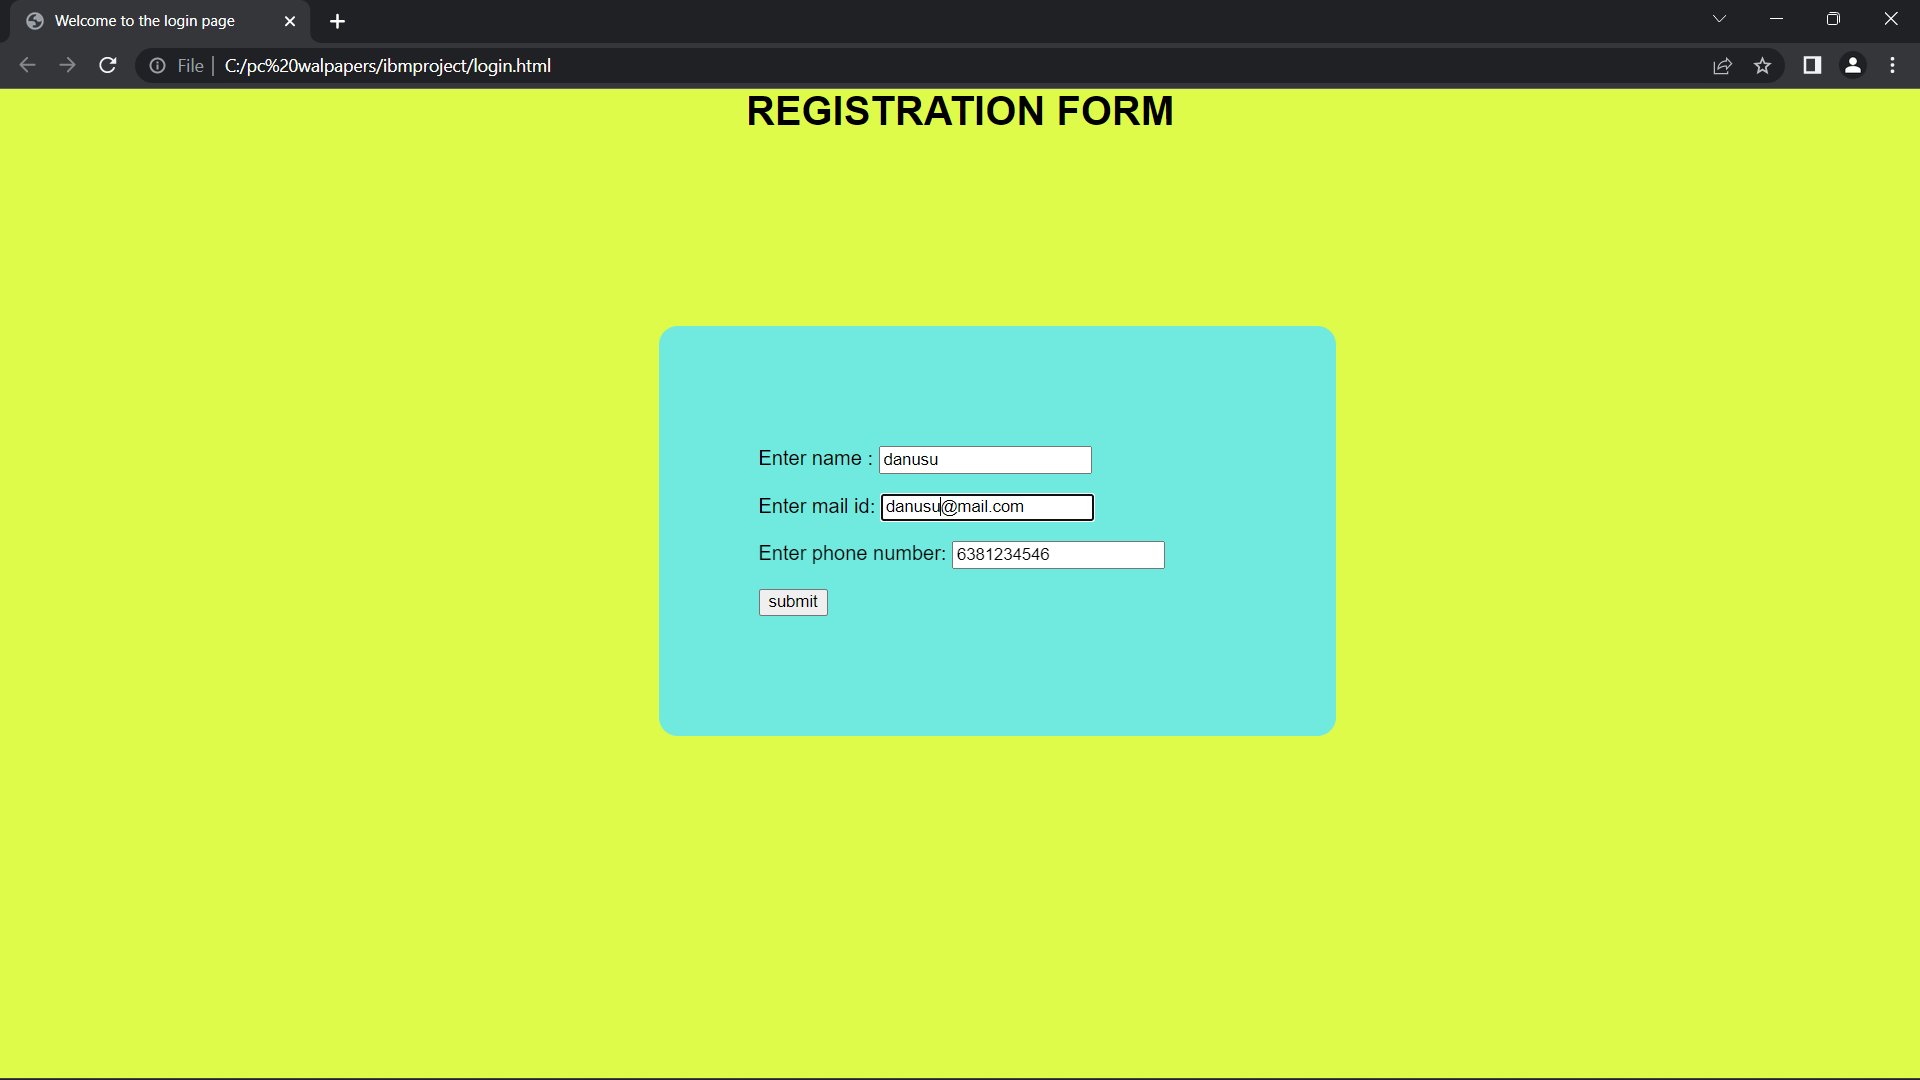 Welcome to the login page
File C:/pc%20walpapers/ibmproject/login.html
REGISTRATION FORM
Enter name : danusu
Enter mail id: danusu@mail.com
Enter phone number: 6381234546
submit